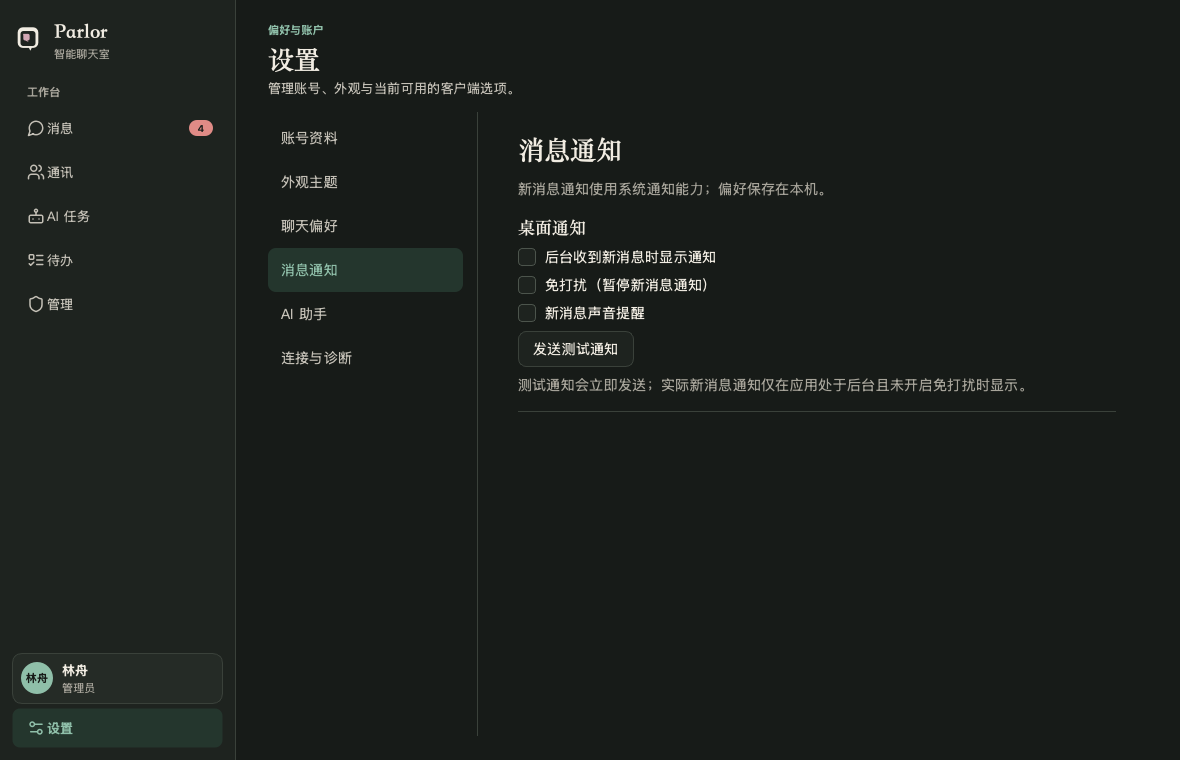 Parlor
智能聊天室
工作台
消息
4
通讯
AI 任务
待办
管理
林舟
林舟
管理员
设置
偏好与账户
设置
管理账号、外观与当前可用的客户端选项。
账号资料
外观主题
聊天偏好
消息通知
AI 助手
连接与诊断
消息通知
新消息通知使用系统通知能力；偏好保存在本机。
桌面通知
后台收到新消息时显示通知
免打扰（暂停新消息通知）
新消息声音提醒
发送测试通知
测试通知会立即发送；实际新消息通知仅在应用处于后台且未开启免打扰时显示。